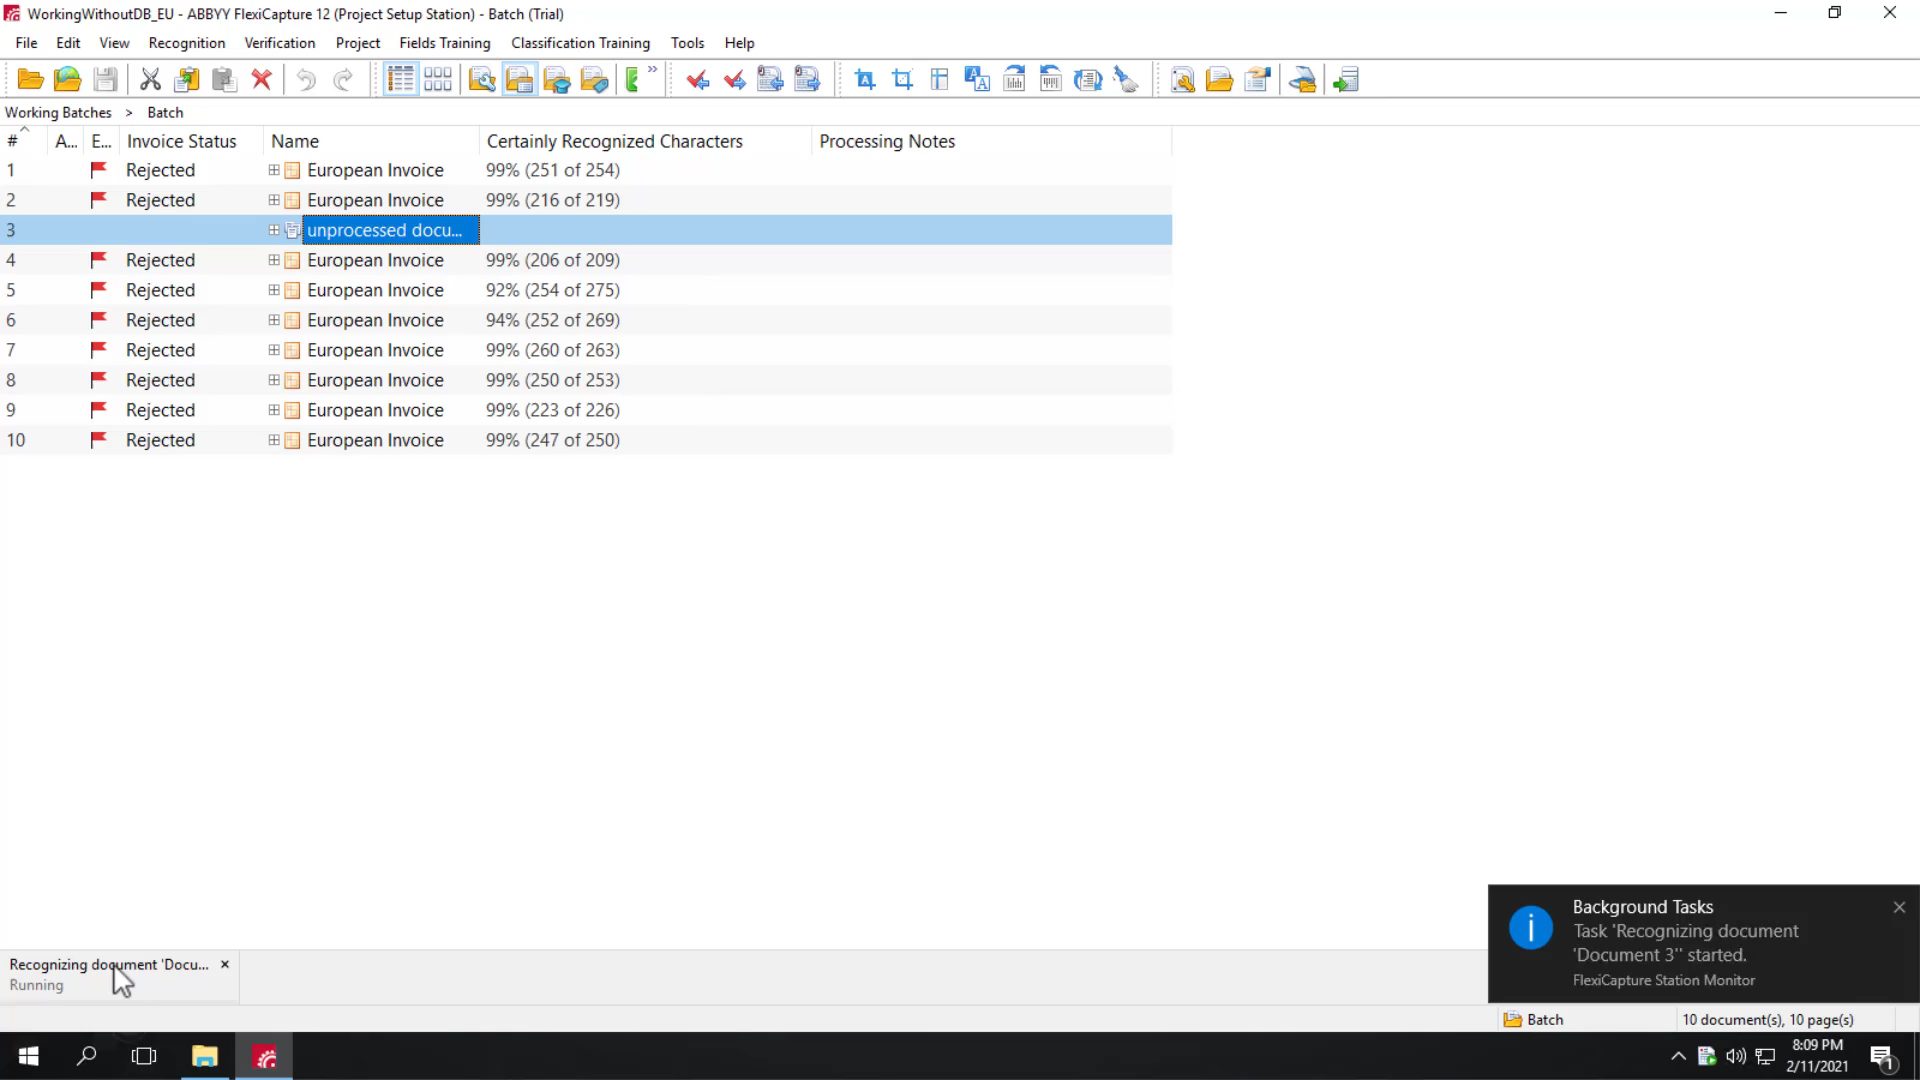 WorkingWithoutDB_EU - ABBYY FlexiCapture 12 (Project Setup Station) - Batch (Trial)
File Edit View Recognition Verification Project Fields Training Classification Training Tools Help
Working Batches > Batch
# A... E... Invoice Status Name Certainly Recognized Characters Processing Notes
1 Rejected European Invoice 99% (251 of 254)
2 Rejected European Invoice 99% (216 of 219)
3 unprocessed docu...
4 Rejected European Invoice 99% (206 of 209)
5 Rejected European Invoice 92% (254 of 275)
6 Rejected European Invoice 94% (252 of 269)
7 Rejected European Invoice 99% (260 of 263)
8 Rejected European Invoice 99% (250 of 253)
9 Rejected European Invoice 99% (223 of 226)
10 Rejected European Invoice 99% (247 of 250)
Background Tasks
Task 'Recognizing document
'Document 3'' started.
FlexiCapture Station Monitor
Recognizing document 'Docu...
Running
Batch 10 document(s), 10 page(s)
8:09 PM
2/11/2021
1